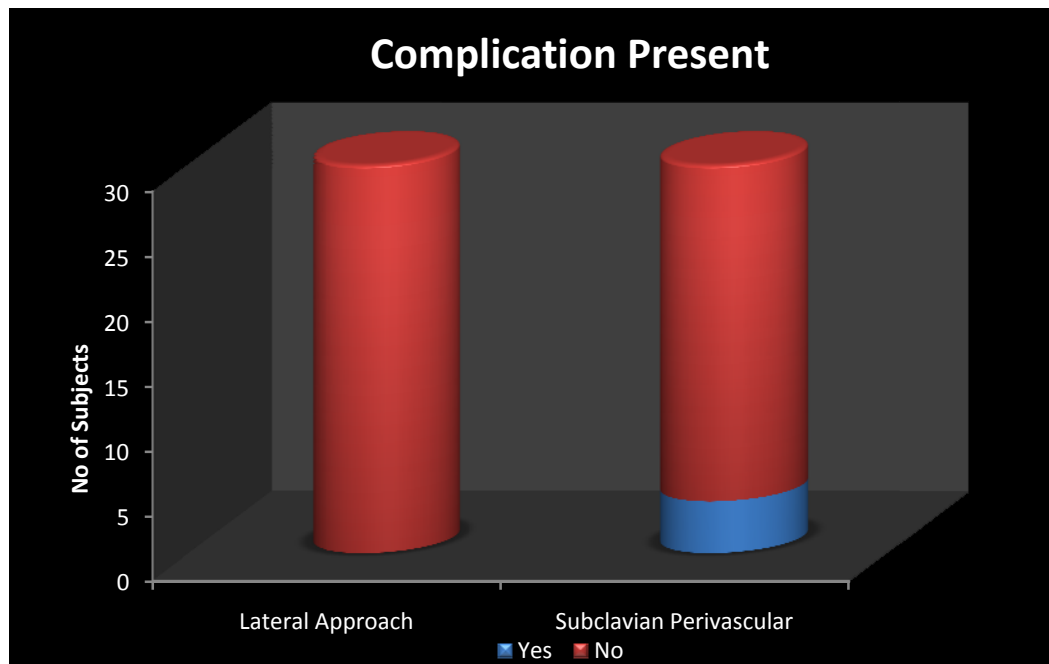 Complication Present
No of Subjects
30
25
20
15
10
5
0
Lateral Approach
Subclavian Perivascular
Yes
No